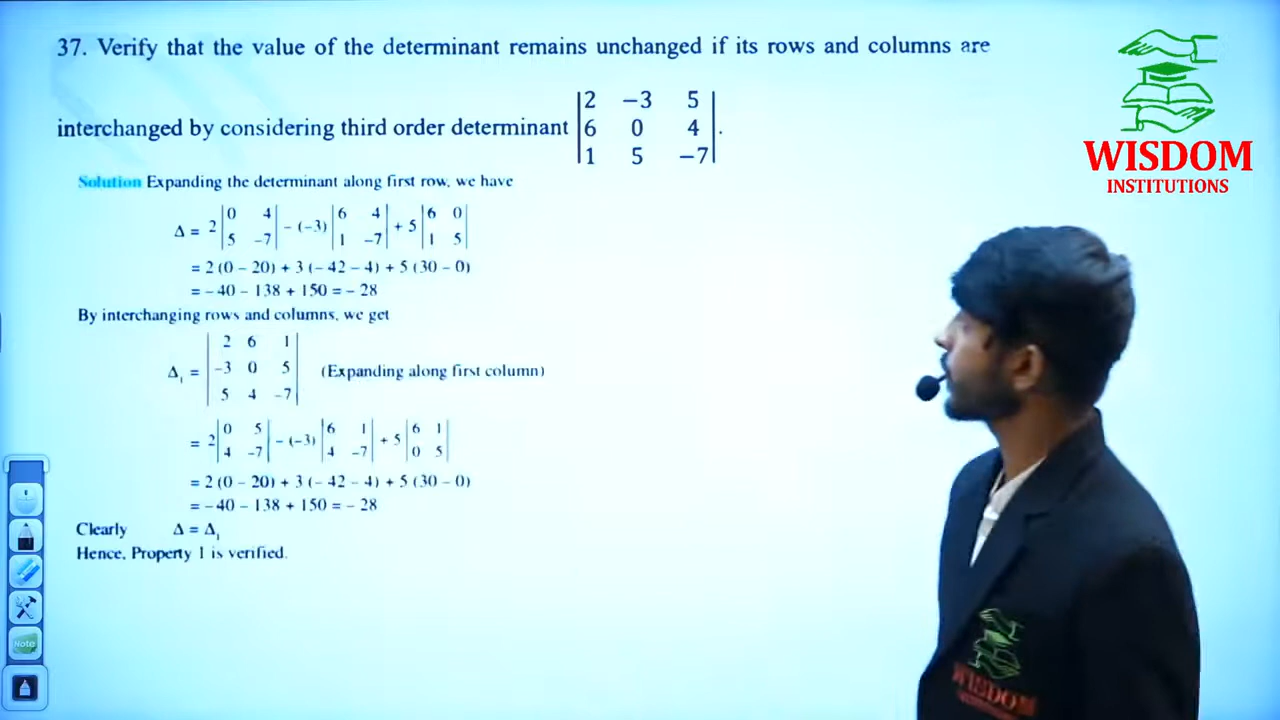 37. Verify that the value of the determinant remains unchanged if its rows and columns are
interchanged by considering third order determinant |2 −3 5|
|6 0 4|.
|1 5 −7|
WISDOM
INSTITUTIONS
Solution Expanding the determinant along first row, we have
Δ = 2 |0 4; 5 −7| − (−3) |6 4; 1 −7| + 5 |6 0; 1 5|
= 2 (0 − 20) + 3 (− 42 − 4) + 5 (30 − 0)
= − 40 − 138 + 150 = − 28
By interchanging rows and columns, we get
Δ₁ = |2 6 1; −3 0 5; 5 4 −7| (Expanding along first column)
= 2 |0 5; 4 −7| − (−3) |6 1; 4 −7| + 5 |6 1; 0 5|
= 2 (0 − 20) + 3 (− 42 − 4) + 5 (30 − 0)
= − 40 − 138 + 150 = − 28
Clearly Δ = Δ₁
Hence, Property 1 is verified.
Note
WISDOM